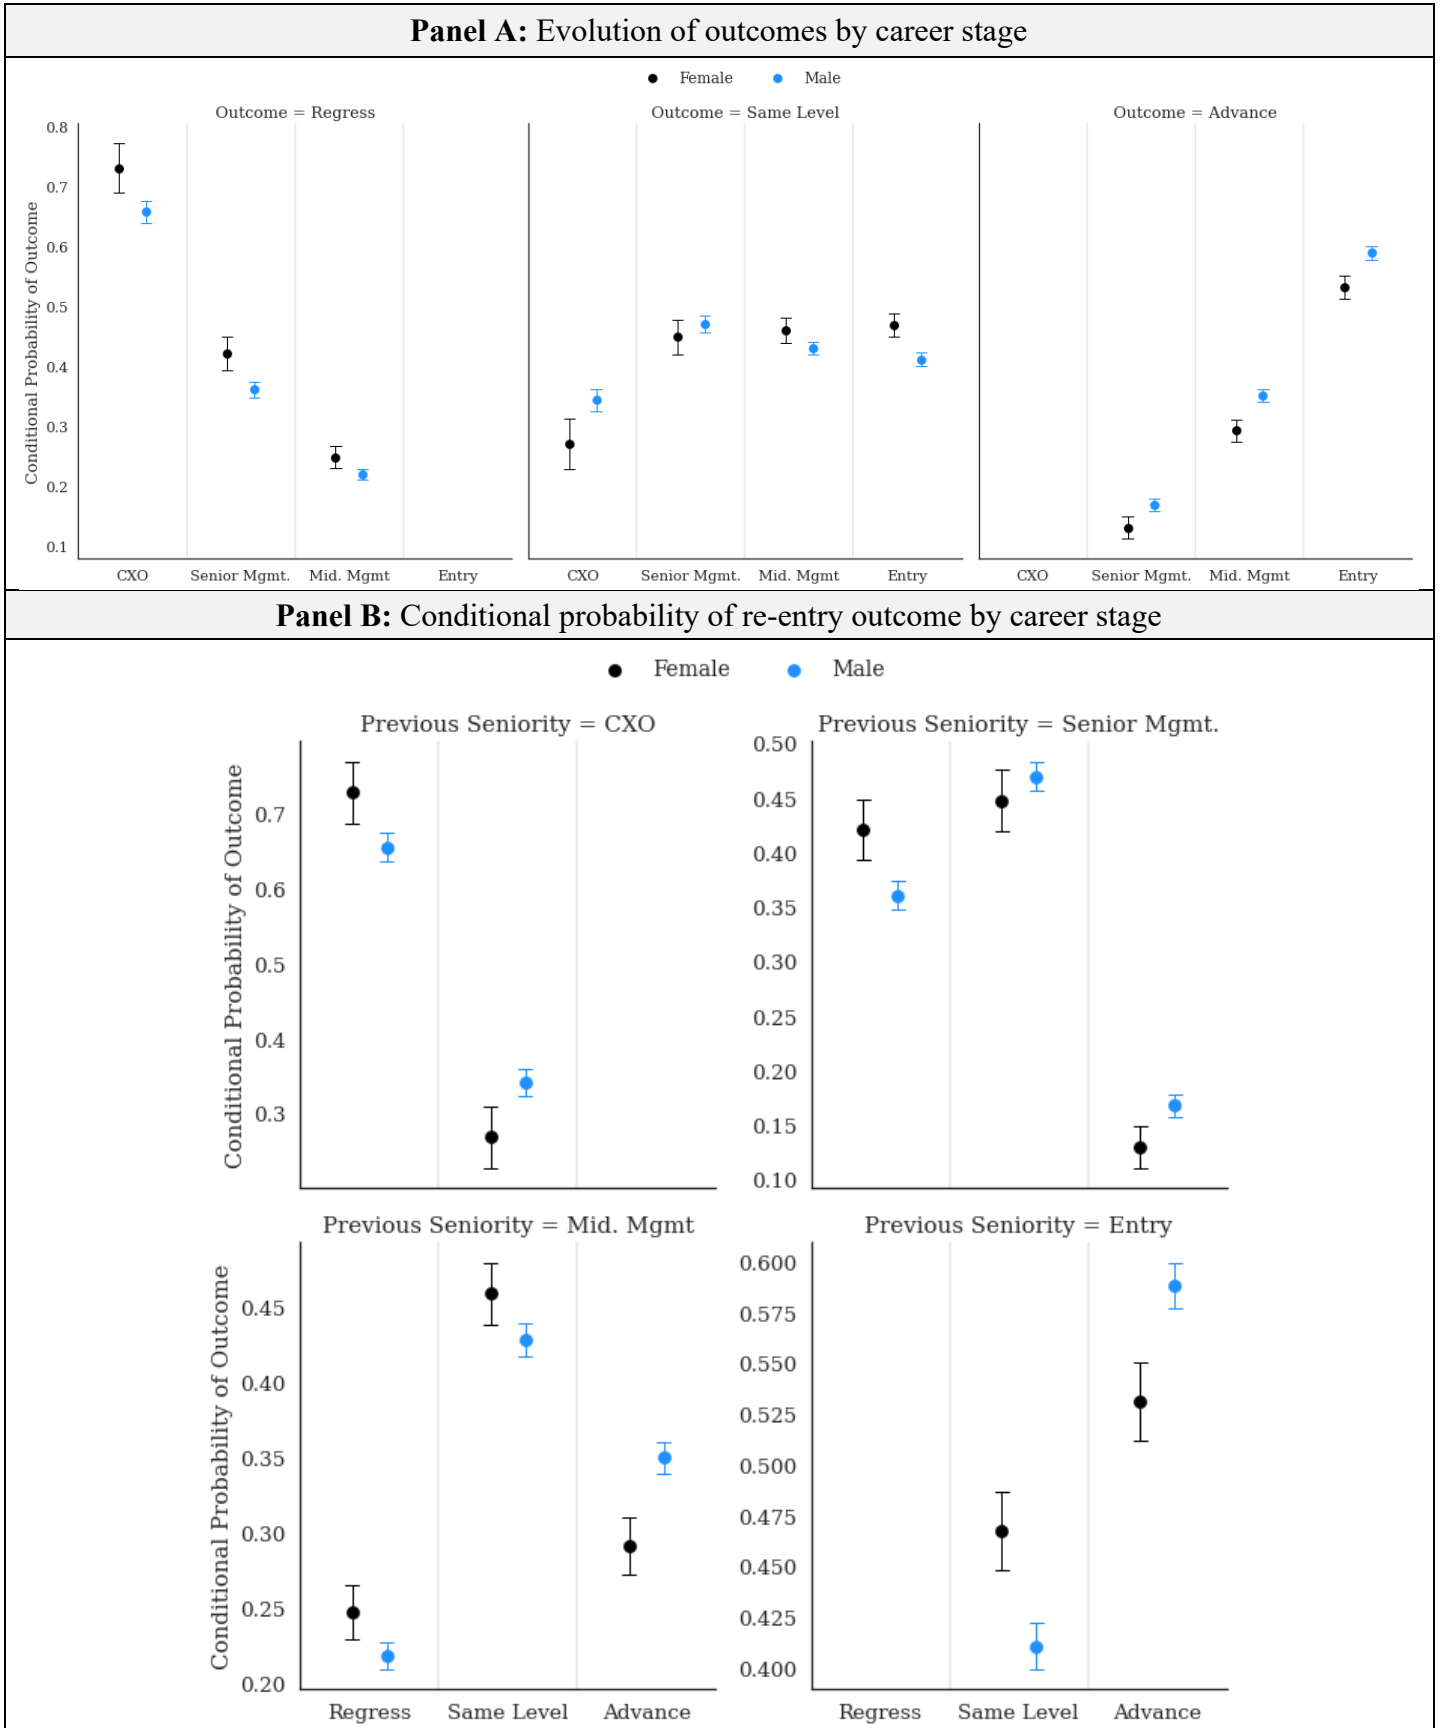 Panel A: Evolution of outcomes by career stage
Female Male
Outcome = Regress Outcome = Same Level Outcome = Advance
Conditional Probability of Outcome
0.8
0.7
0.6
0.5
0.4
0.3
0.2
0.1
CXO Senior Mgmt. Mid. Mgmt Entry CXO Senior Mgmt. Mid. Mgmt Entry CXO Senior Mgmt. Mid. Mgmt Entry
Panel B: Conditional probability of re-entry outcome by career stage
Female Male
Previous Seniority = CXO
Conditional Probability of Outcome
0.7
0.6
0.5
0.4
0.3
Previous Seniority = Senior Mgmt.
0.50
0.45
0.40
0.35
0.30
0.25
0.20
0.15
0.10
Previous Seniority = Mid. Mgmt
Conditional Probability of Outcome
0.45
0.40
0.35
0.30
0.25
0.20
Regress Same Level Advance
Previous Seniority = Entry
0.600
0.575
0.550
0.525
0.500
0.475
0.450
0.425
0.400
Regress Same Level Advance